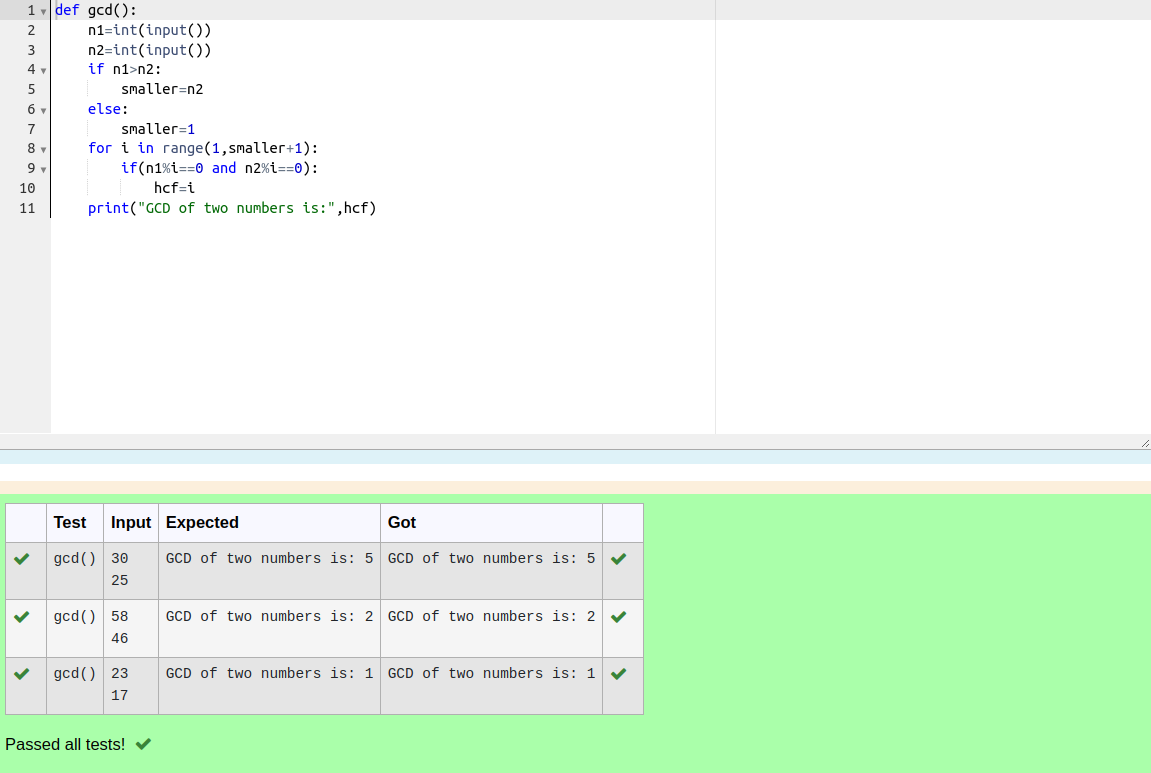 1 def gcd():
2     n1=int(input())
3     n2=int(input())
4     if n1>n2:
5         smaller=n2
6     else:
7         smaller=1
8     for i in range(1,smaller+1):
9         if(n1%i==0 and n2%i==0):
10             hcf=i
11     print("GCD of two numbers is:",hcf)
Test Input Expected Got
gcd() 30 GCD of two numbers is: 5 GCD of two numbers is: 5
25
gcd() 58 GCD of two numbers is: 2 GCD of two numbers is: 2
46
gcd() 23 GCD of two numbers is: 1 GCD of two numbers is: 1
17
Passed all tests!